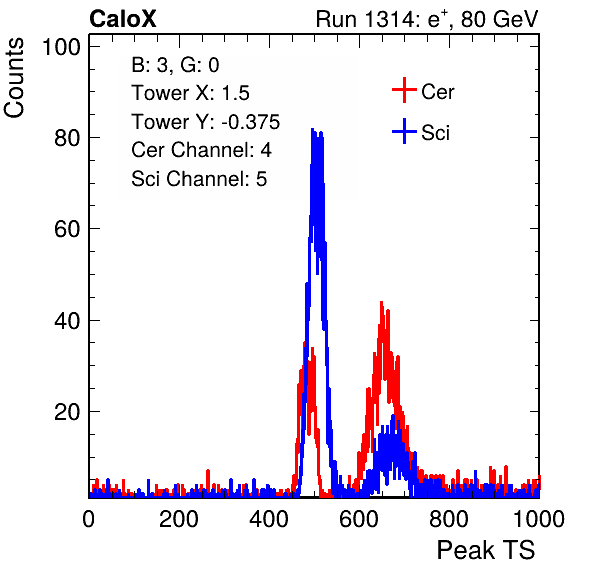 CaloX
Run 1314: e+, 80 GeV
Counts
100
80
60
40
20
B: 3, G: 0
Tower X: 1.5
Tower Y: -0.375
Cer Channel: 4
Sci Channel: 5
Cer
Sci
0 200 400 600 800 1000
Peak TS